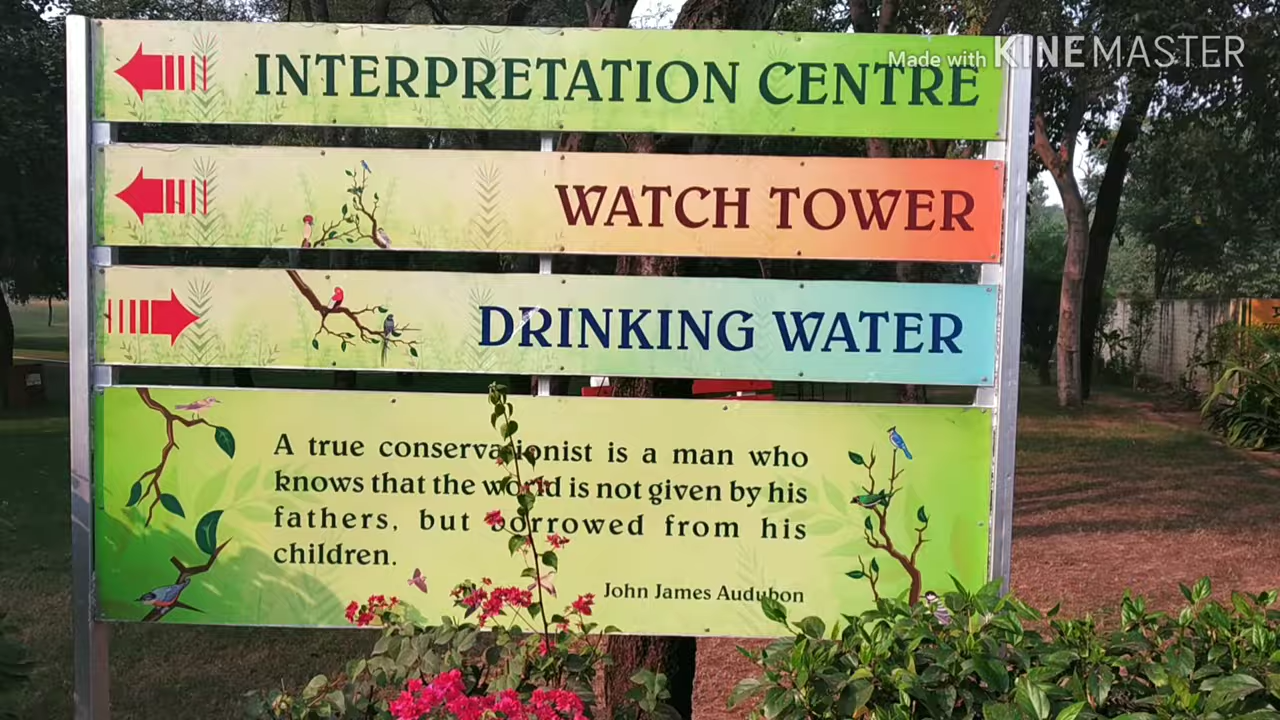 Made with KINEMASTER
INTERPRETATION CENTRE
WATCH TOWER
DRINKING WATER
A true conservationist is a man who
knows that the world is not given by his
fathers, but borrowed from his
children.
John James Audubon